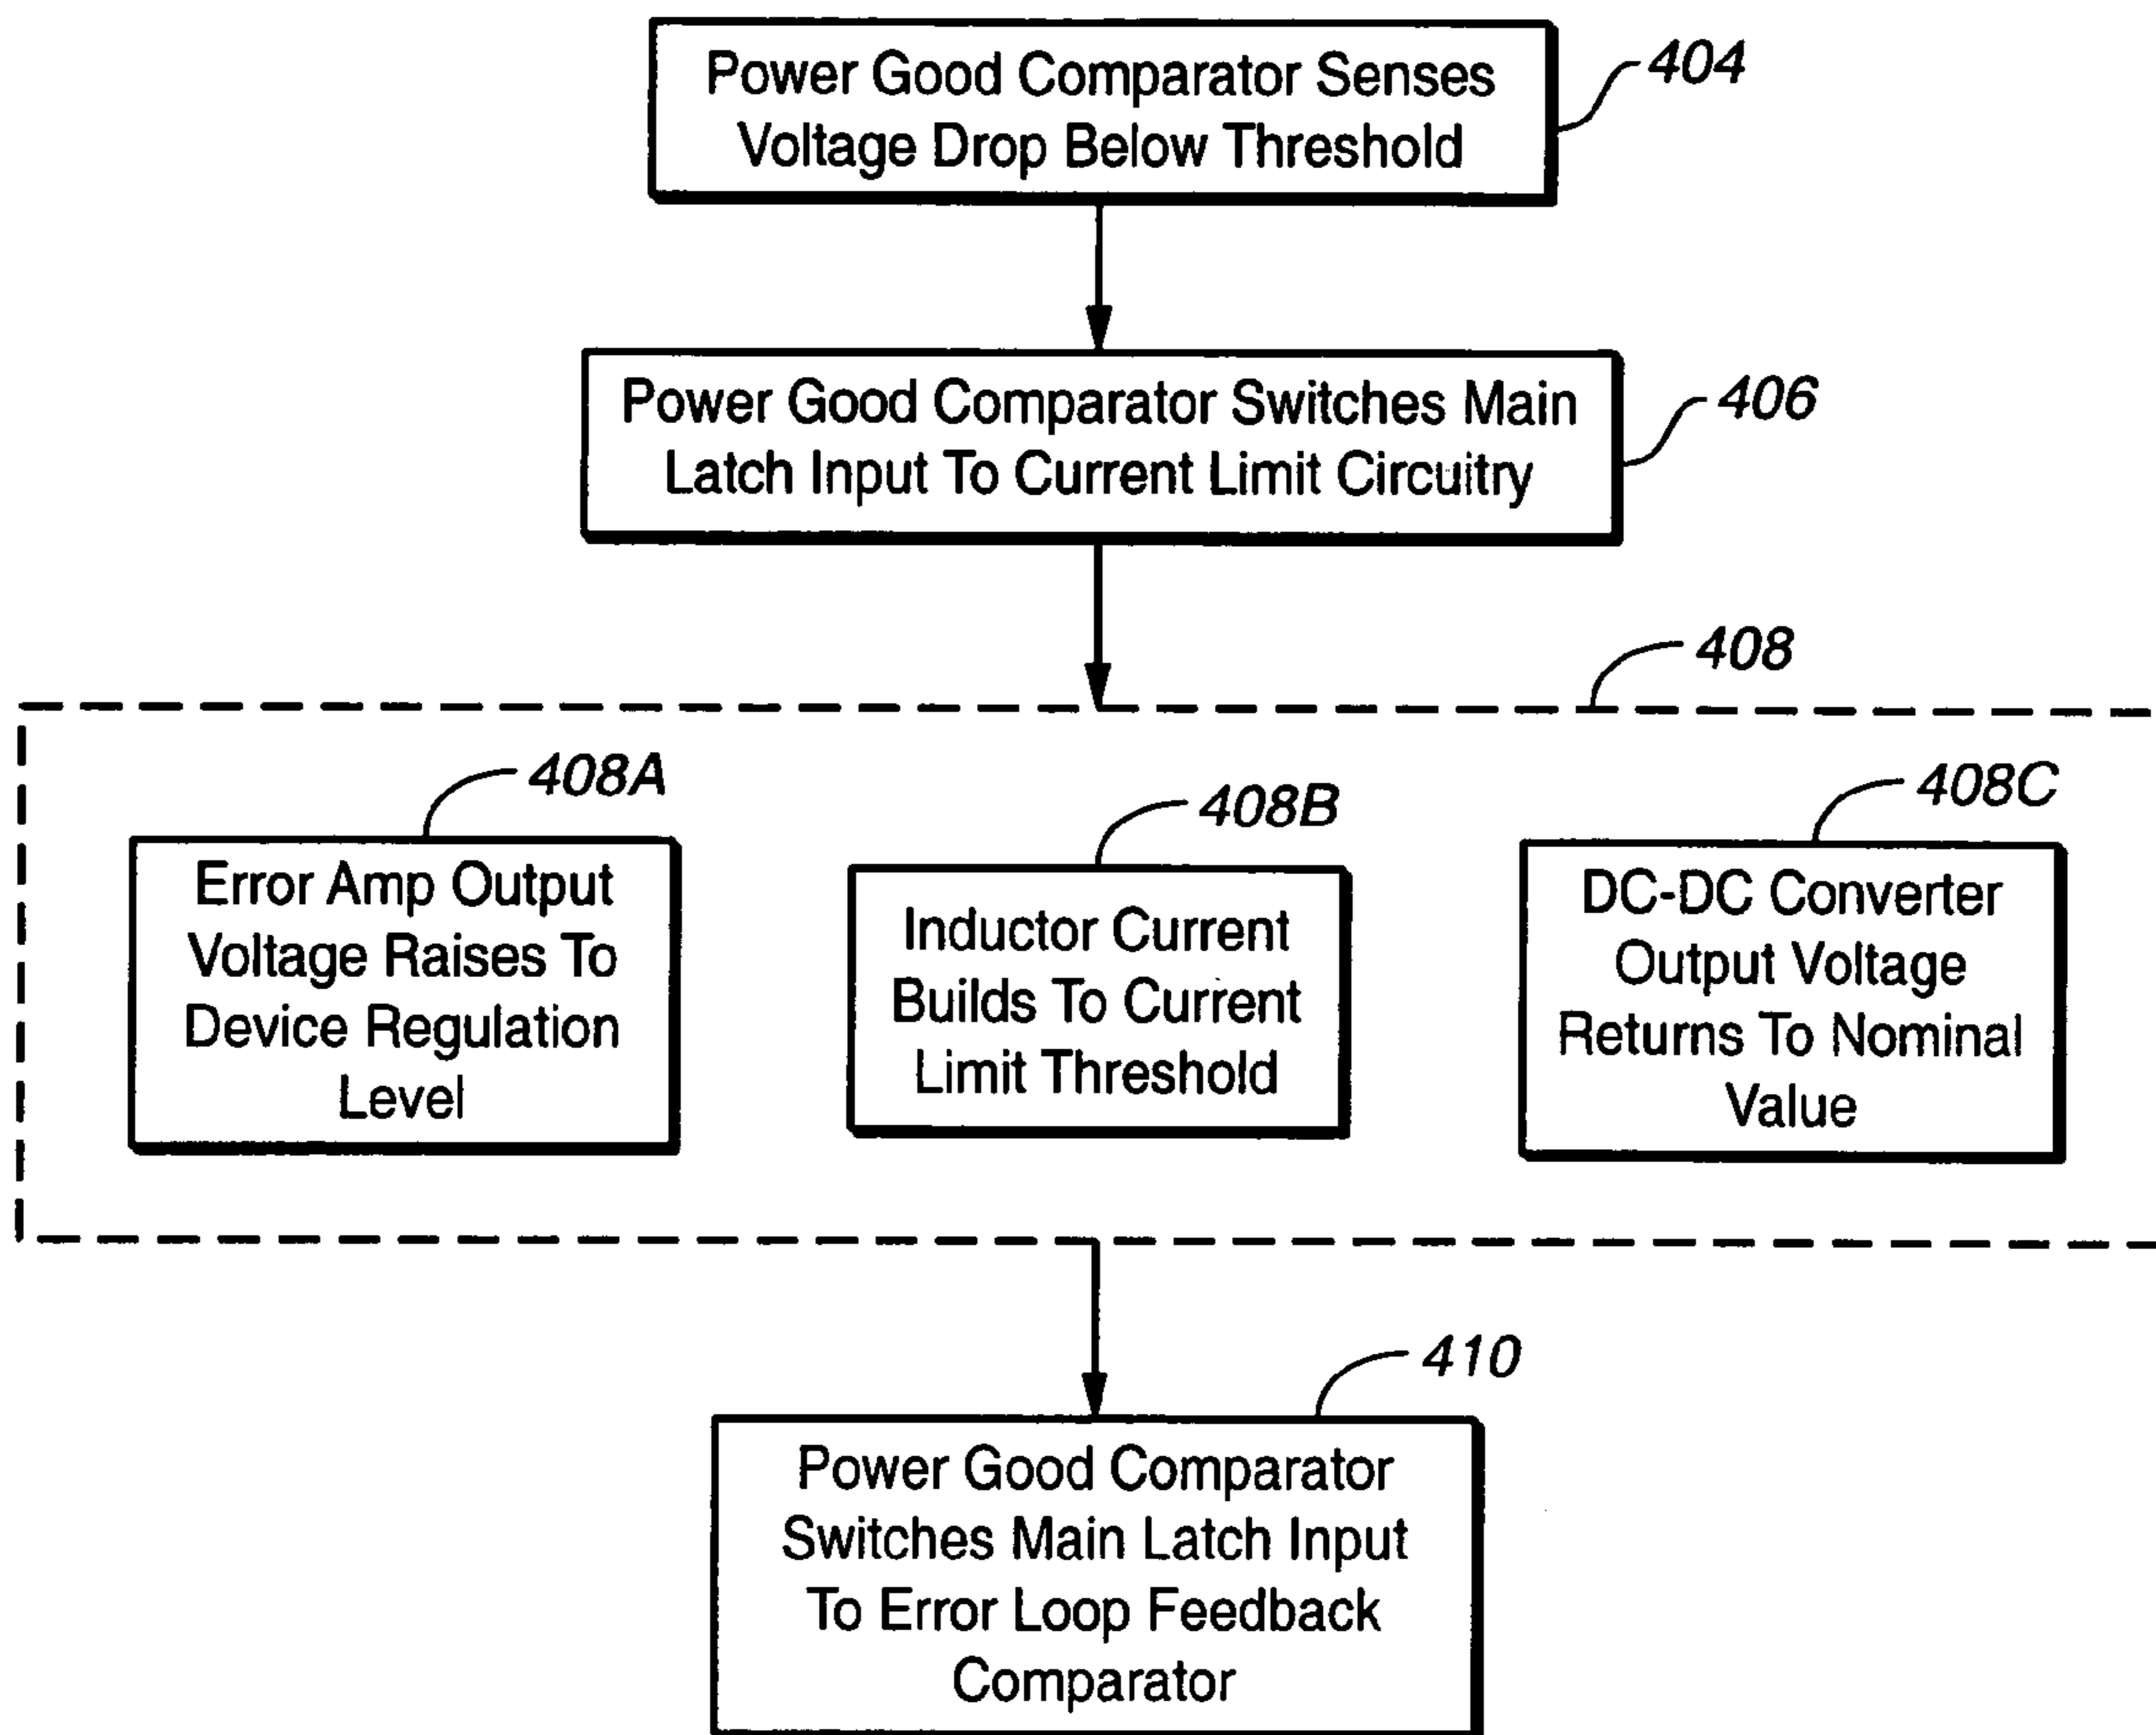 Power Good Comparator Senses
Voltage Drop Below Threshold
404
Power Good Comparator Switches Main
Latch Input To Current Limit Circuitry
406
408
408A
Error Amp Output
Voltage Raises To
Device Regulation
Level
408B
Inductor Current
Builds To Current
Limit Threshold
408C
DC-DC Converter
Output Voltage
Returns To Nominal
Value
410
Power Good Comparator
Switches Main Latch Input
To Error Loop Feedback
Comparator